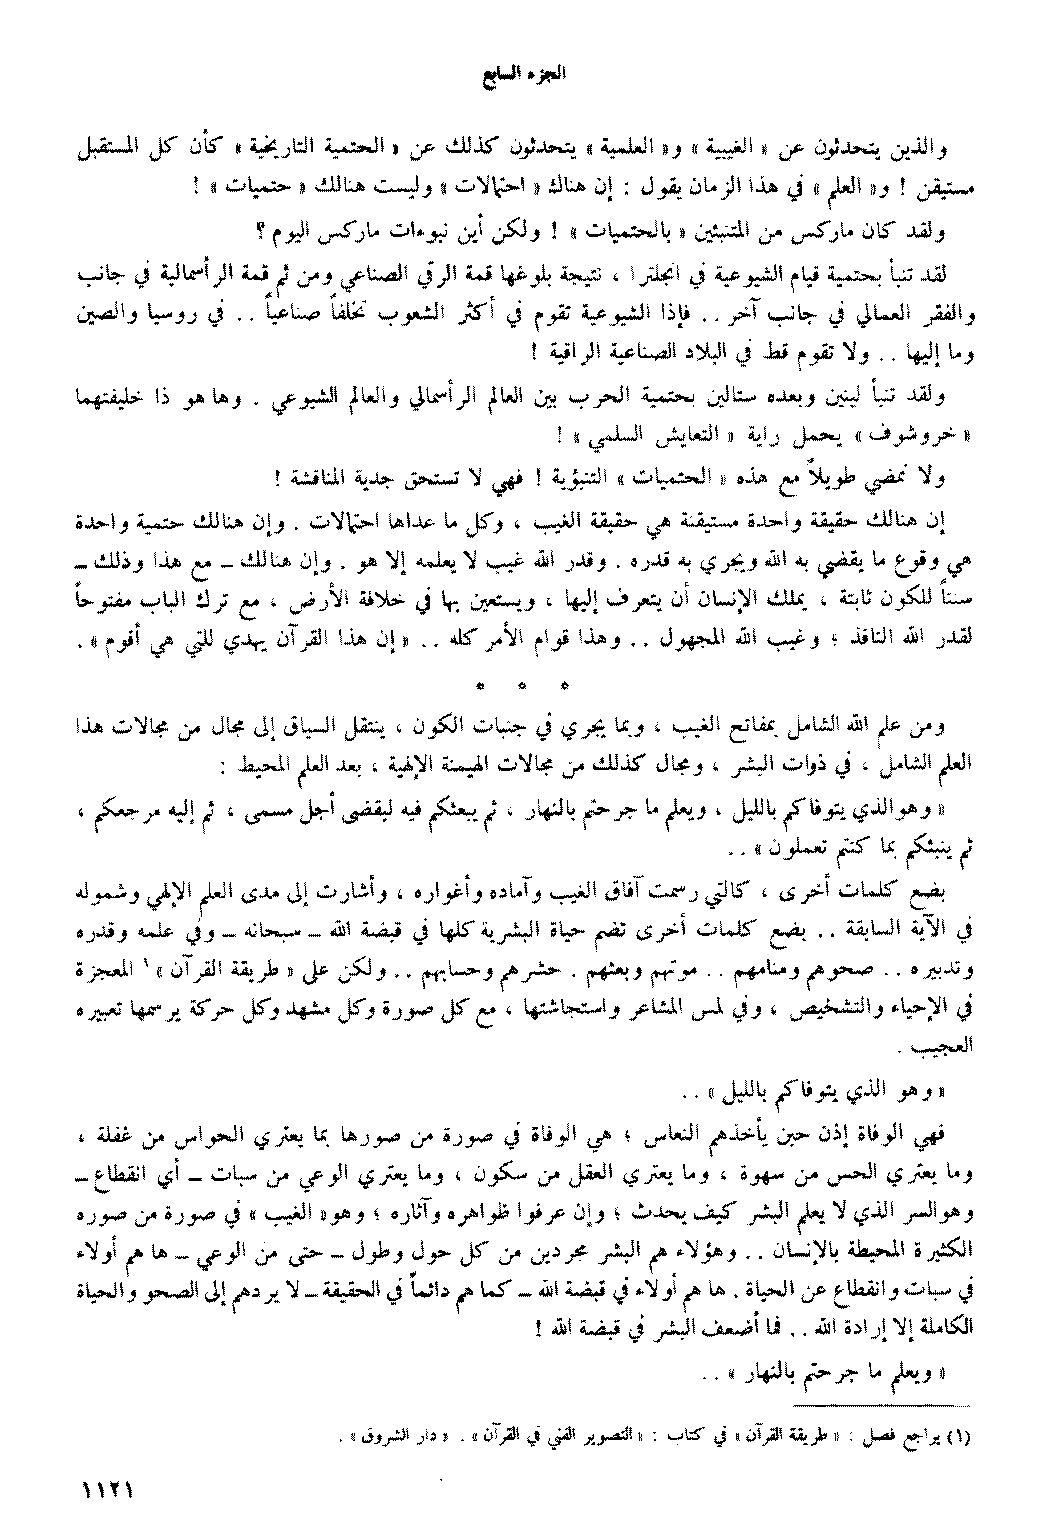 الجزء السابع
والذين يتحدثون عن « الغيبية » و« العلمية » يتحدثون كذلك عن « الحتمية التاريخية » كأن كل المستقبل
مستيقن ! و« العلم » في هذا الزمان يقول : إن هناك « احتمالات » وليست هنالك « حتميات » !
ولقد كان ماركس من المتنبئين « بالحتميات » ! ولكن أين نبوءات ماركس اليوم ؟
لقد تنبأ بحتمية قيام الشيوعية في انجلترا ، نتيجة بلوغها قمة الرقي الصناعي ومن ثم قمة الرأسمالية في جانب
والفقر العمالي في جانب آخر .. فإذا الشيوعية تقوم في أكثر الشعوب تخلفاً صناعياً .. في روسيا والصين
وما إليها .. ولا تقوم قط في البلاد الصناعية الراقية !
ولقد تنبأ لينين وبعده ستالين بحتمية الحرب بين العالم الرأسمالي والعالم الشيوعي . وها هو ذا خليفتهما
« خروشوف » يحمل راية « التعايش السلمي » !
ولا نمضي طويلاً مع هذه « الحتميات » التنبؤية ! فهي لا تستحق جدية المناقشة !
إن هنالك حقيقة واحدة مستيقنة هي حقيقة الغيب ، وكل ما عداها احتمالات . وإن هنالك حتمية واحدة
هي وقوع ما يقضي به الله ويجري به قدره . وقدر الله غيب لا يعلمه إلا هو . وإن هنالك ــ مع هذا وذلك ــ
سنناً للكون ثابتة ، يملك الإنسان أن يتعرف إليها ، ويستعين بها في خلافة الأرض ، مع ترك الباب مفتوحاً
لقدر الله النافذ ؛ وغيب الله المجهول .. وهذا قوام الأمر كله .. « إن هذا القرآن يهدي للتي هي أقوم » .
* * *
ومن علم الله الشامل بمفاتح الغيب ، وبما يجري في جنبات الكون ، ينتقل السياق إلى مجال من مجالات هذا
العلم الشامل ، في ذوات البشر ، ومجال كذلك من مجالات الهيمنة الإلهية ، بعد العلم المحيط :
« وهو الذي يتوفاكم بالليل ، ويعلم ما جرحتم بالنهار ، ثم يبعثكم فيه ليقضى أجل مسمى ، ثم إليه مرجعكم ،
ثم ينبئكم بما كنتم تعملون » ..
بضع كلمات أخرى ، كالتي رسمت آفاق الغيب وآماده وأغواره ، وأشارت إلى مدى العلم الإلهي وشموله
في الآية السابقة .. بضع كلمات أخرى تضم حياة البشرية كلها في قبضة الله ــ سبحانه ــ وفي علمه وقدره
وتدبيره .. صحوهم ومنامهم .. موتهم وبعثهم . حشرهم وحسابهم .. ولكن على « طريقة القرآن »١ المعجزة
في الإحياء والتشخيص ، وفي لمس المشاعر واستجاشتها ، مع كل صورة وكل مشهد وكل حركة يرسمها تعبيره
العجيب .
« وهو الذي يتوفاكم بالليل » ..
فهي الوفاة إذن حين يأخذهم النعاس ؛ هي الوفاة في صورة من صورها بما يعتري الحواس من غفلة ،
وما يعتري الحس من سهوة ، وما يعتري العقل من سكون ، وما يعتري الوعي من سبات ــ أي انقطاع ــ
وهو السر الذي لا يعلم البشر كيف يحدث ؛ وإن عرفوا ظواهره وآثاره ؛ وهو« الغيب » في صورة من صوره
الكثيرة المحيطة بالإنسان .. وهؤلاء هم البشر مجردين من كل حول وطول ــ حتى من الوعي ــ ها هم أولاء
في سبات وانقطاع عن الحياة . ها هم أولاء في قبضة الله ــ كما هم دائماً في الحقيقة ــ لا يردهم إلى الصحو والحياة
الكاملة إلا إرادة الله .. فما أضعف البشر في قبضة الله !
« ويعلم ما جرحتم بالنهار » ..
(١) يراجع فصل : « طريقة القرآن » في كتاب : « التصوير الفني في القرآن » . « دار الشروق » .
١١٢١